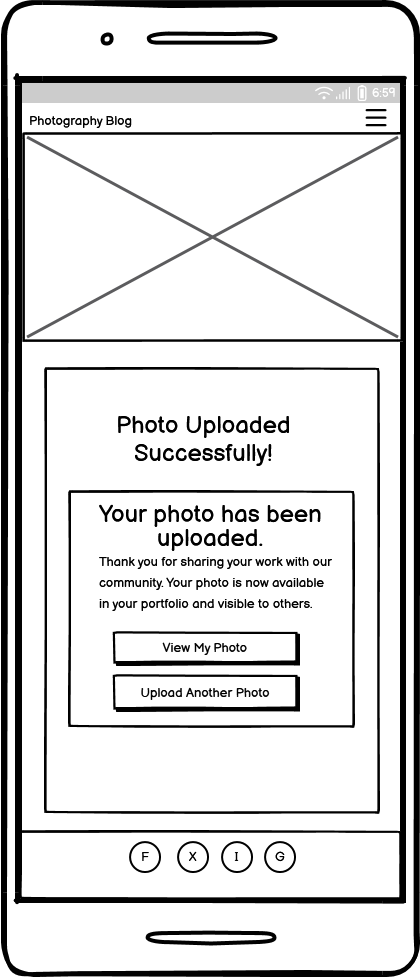 6:59
Photography Blog
Photo Uploaded
Successfully!
Your photo has been
uploaded.
Thank you for sharing your work with our
community. Your photo is now available
in your portfolio and visible to others.
View My Photo
Upload Another Photo
F X I G